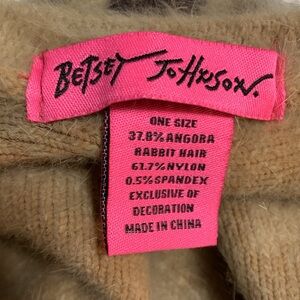 BETSEY JOHNSON.
ONE SIZE
37.8% ANGORA
RABBIT HAIR
61.7% NYLON
0.5% SPANDEX
EXCLUSIVE OF
DECORATION
MADE IN CHINA